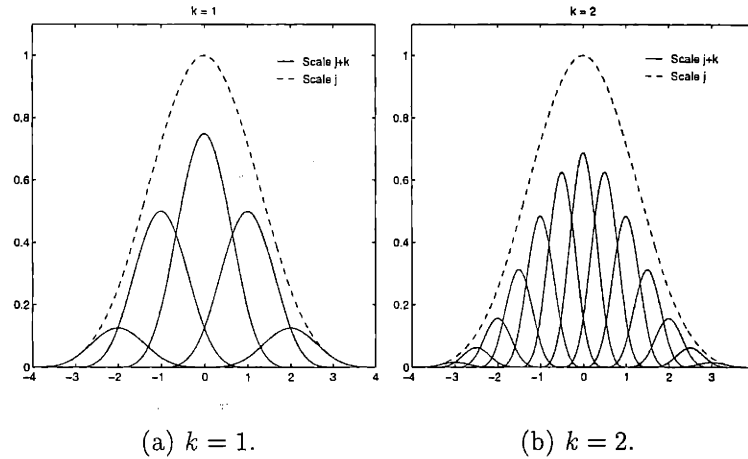 k = 1
1
0.8
0.6
0.4
0.2
0
−4 −3 −2 −1 0 1 2 3 4
Scale j+k
Scale j
(a) k = 1.
k = 2
1
0.8
0.6
0.4
0.2
0
−4 −3 −2 −1 0 1 2 3
Scale j+k
Scale j
(b) k = 2.